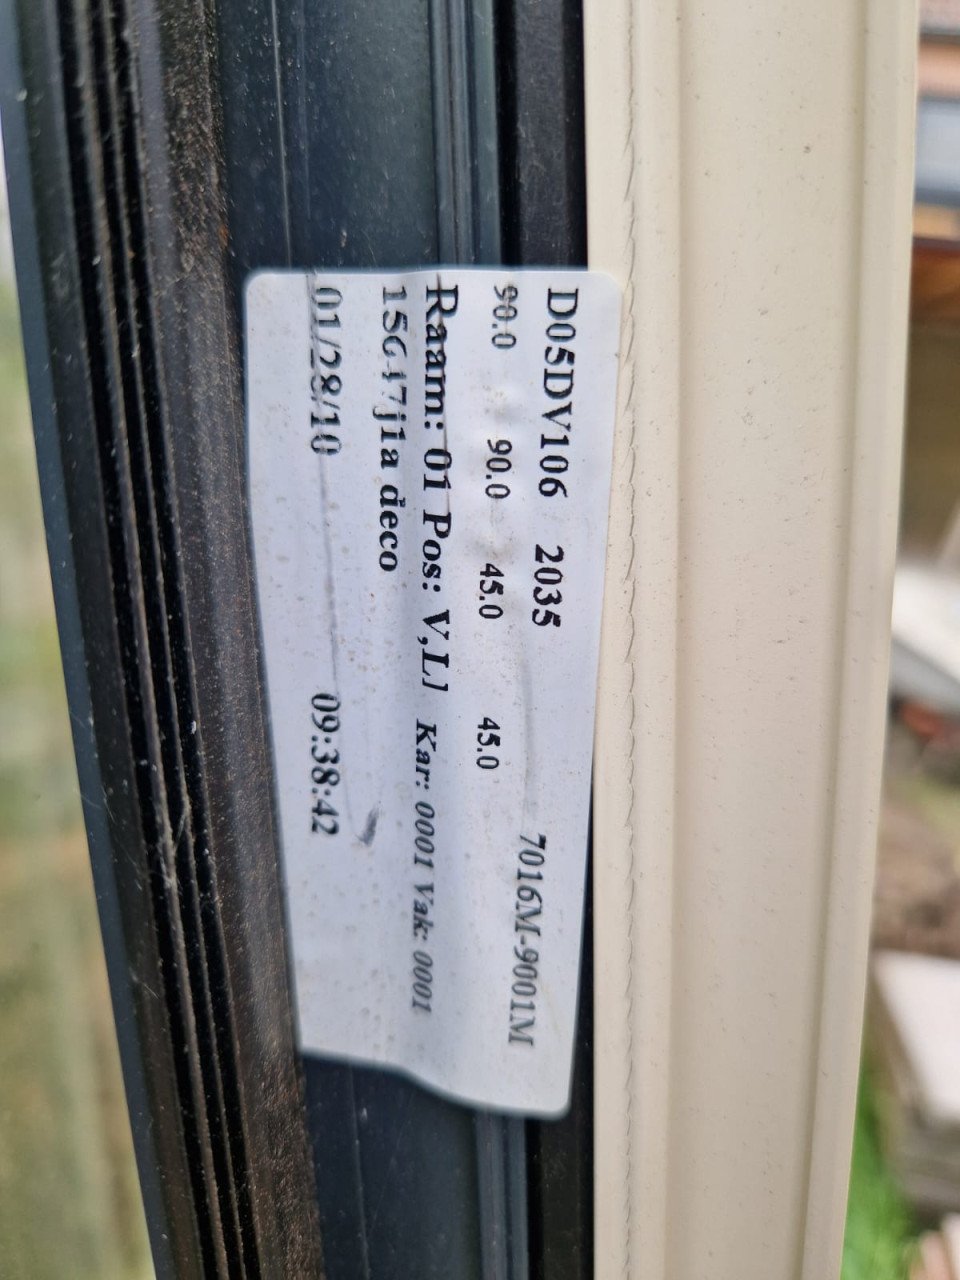 D05DV106 2035 7016M-9001M
90.0 90.0 45.0 45.0
Raam: 01 Pos: V,L1 Kar: 0001 Vak: 0001
deco
01/28/10 09:38:42